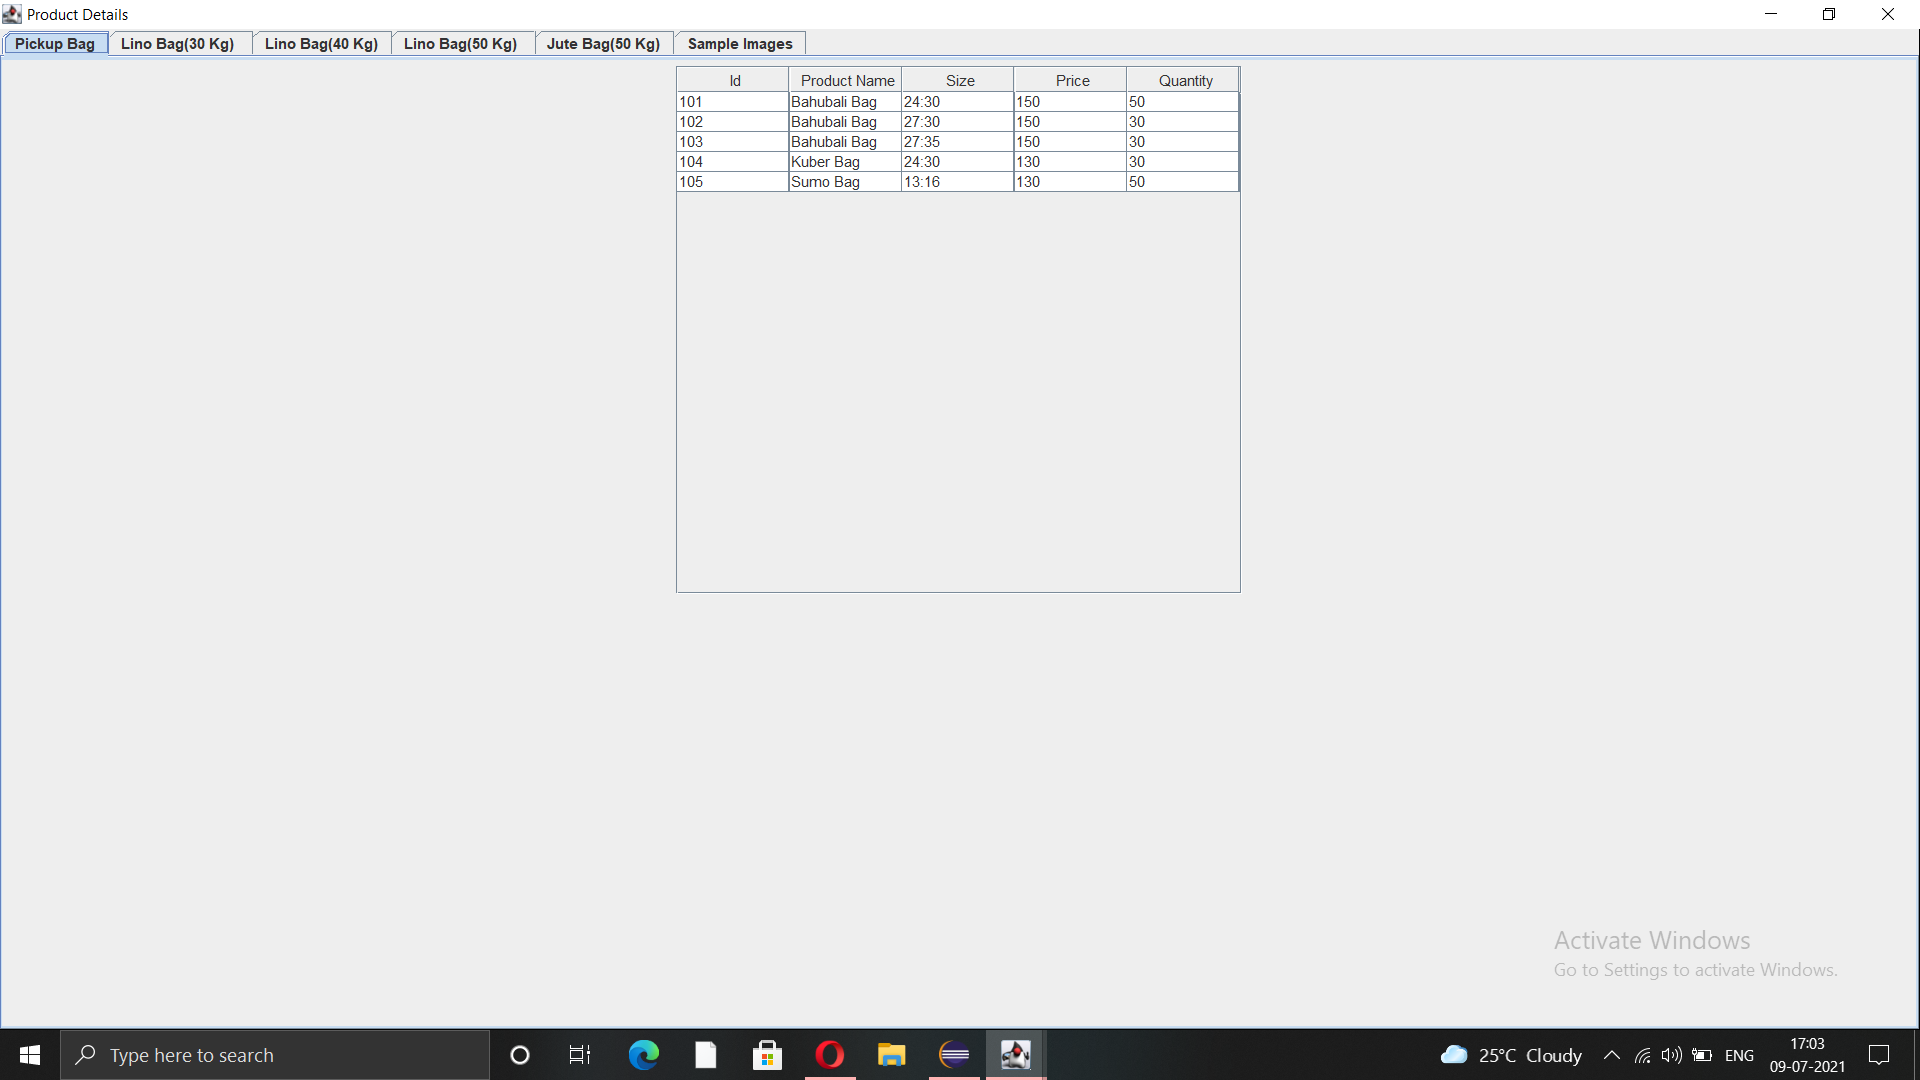 Product Details
Pickup Bag Lino Bag(30 Kg) Lino Bag(40 Kg) Lino Bag(50 Kg) Jute Bag(50 Kg) Sample Images
Id Product Name Size Price Quantity
101 Bahubali Bag 24:30 150 50
102 Bahubali Bag 27:30 150 30
103 Bahubali Bag 27:35 150 30
104 Kuber Bag 24:30 130 30
105 Sumo Bag 13:16 130 50
Activate Windows
Go to Settings to activate Windows.
Type here to search
25°C Cloudy
ENG
17:03
09-07-2021